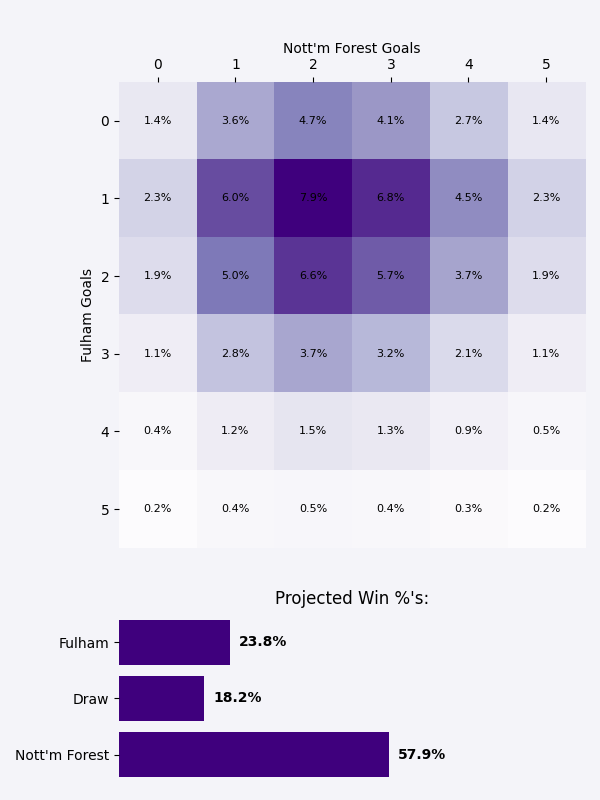 Nott'm Forest Goals
0 1 2 3 4 5
0 1.4% 3.6% 4.7% 4.1% 2.7% 1.4%
1 2.3% 6.0% 7.9% 6.8% 4.5% 2.3%
2 1.9% 5.0% 6.6% 5.7% 3.7% 1.9%
Fulham Goals
3 1.1% 2.8% 3.7% 3.2% 2.1% 1.1%
4 0.4% 1.2% 1.5% 1.3% 0.9% 0.5%
5 0.2% 0.4% 0.5% 0.4% 0.3% 0.2%
Projected Win %'s:
Fulham 23.8%
Draw 18.2%
Nott'm Forest 57.9%